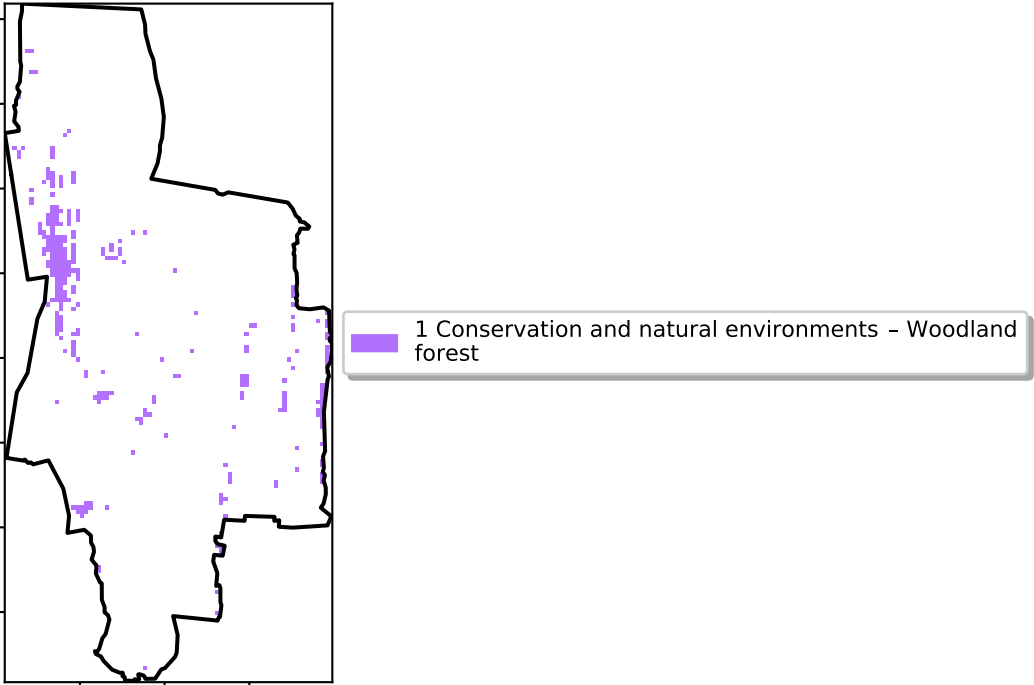 1 Conservation and natural environments – Woodland
forest